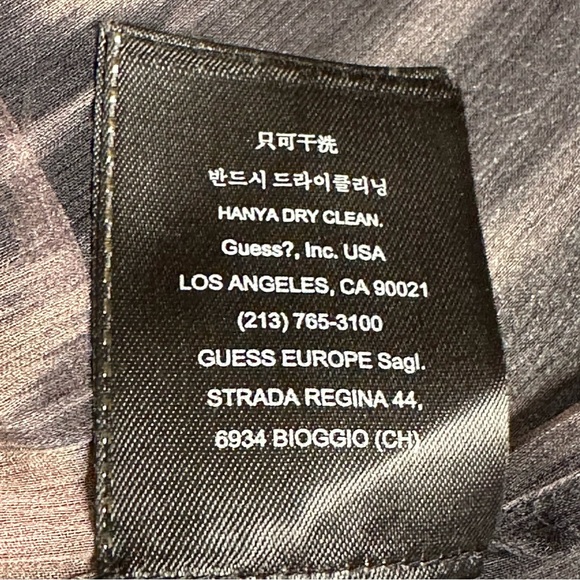 只可干洗
반드시 드라이클리닝
HANYA DRY CLEAN.
Guess?, Inc. USA
LOS ANGELES, CA 90021
(213) 765-3100
GUESS EUROPE Sagl.
STRADA REGINA 44,
6934 BIOGGIO (CH)